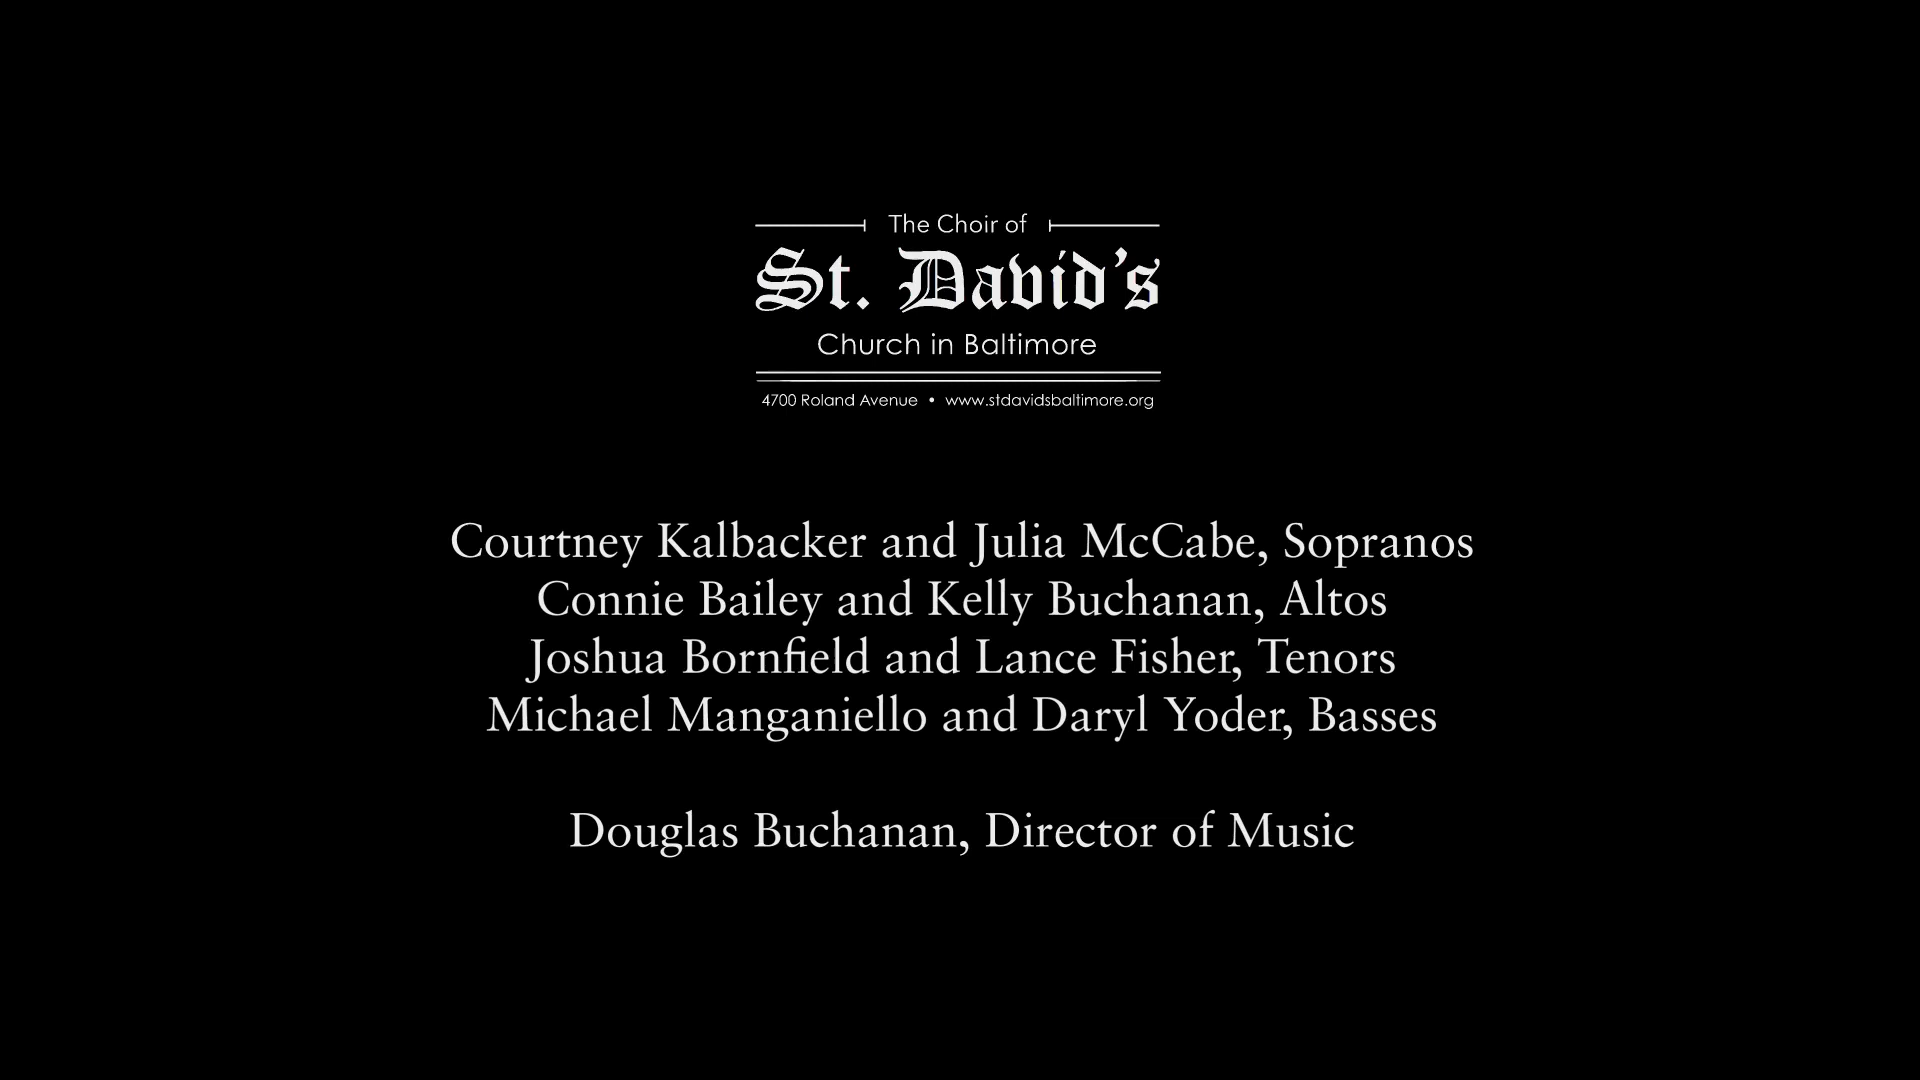 The Choir of
St. David's
Church in Baltimore
4700 Roland Avenue • www.stdavidsbaltimore.org
Courtney Kalbacker and Julia McCabe, Sopranos
Connie Bailey and Kelly Buchanan, Altos
Joshua Bornfield and Lance Fisher, Tenors
Michael Manganiello and Daryl Yoder, Basses
Douglas Buchanan, Director of Music